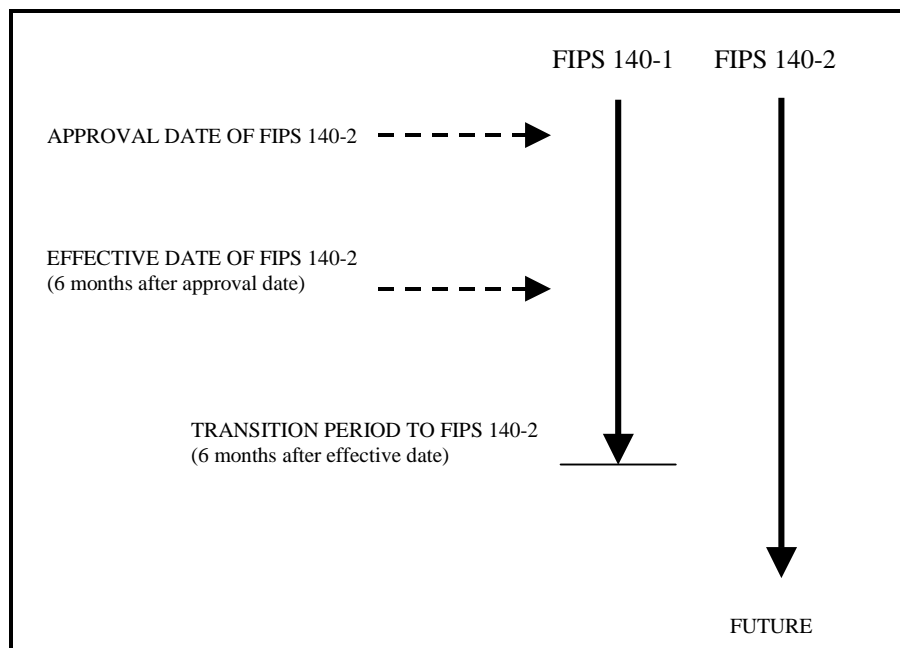 FIPS 140-1 FIPS 140-2
APPROVAL DATE OF FIPS 140-2
EFFECTIVE DATE OF FIPS 140-2
(6 months after approval date)
TRANSITION PERIOD TO FIPS 140-2
(6 months after effective date)
FUTURE